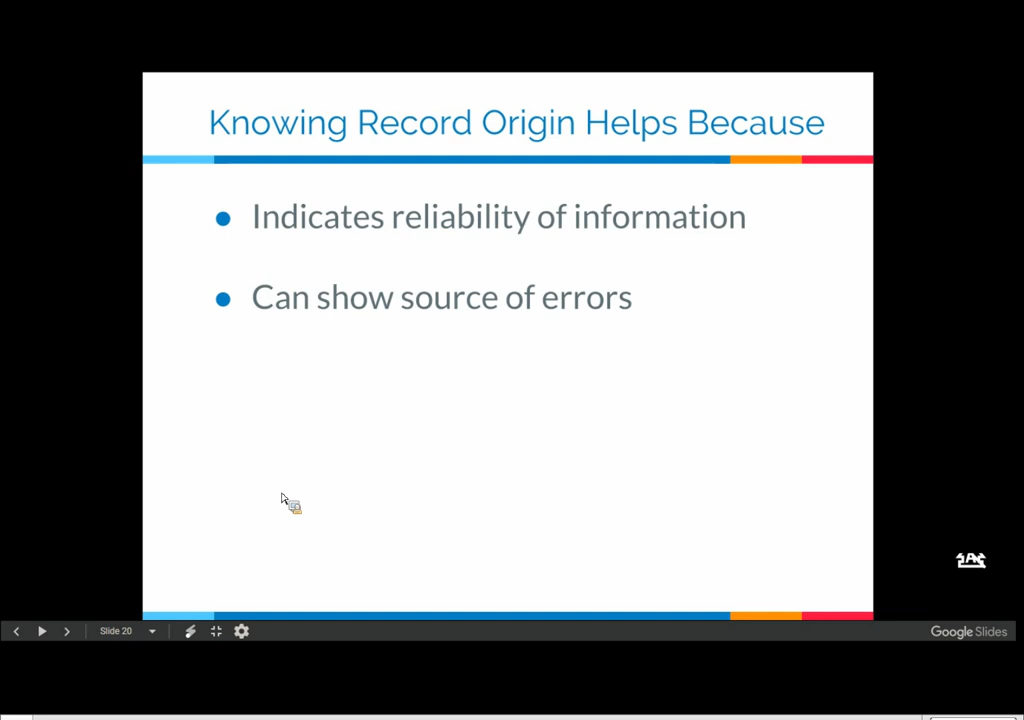 Knowing Record Origin Helps Because
Indicates reliability of information
Can show source of errors
Slide 20
Google Slides